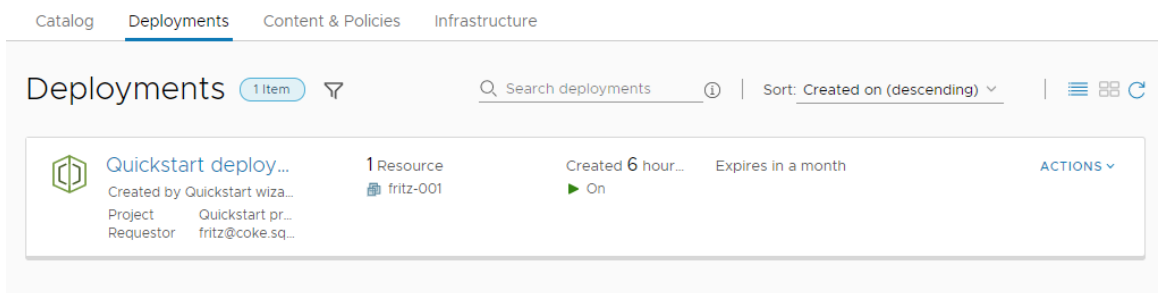 Catalog Deployments Content & Policies Infrastructure
Deployments 1 Item Search deployments Sort: Created on (descending)
Quickstart deploy... 1 Resource Created 6 hour... Expires in a month ACTIONS
Created by Quickstart wiza... fritz-001 On
Project Quickstart pr...
Requestor fritz@coke.sq...